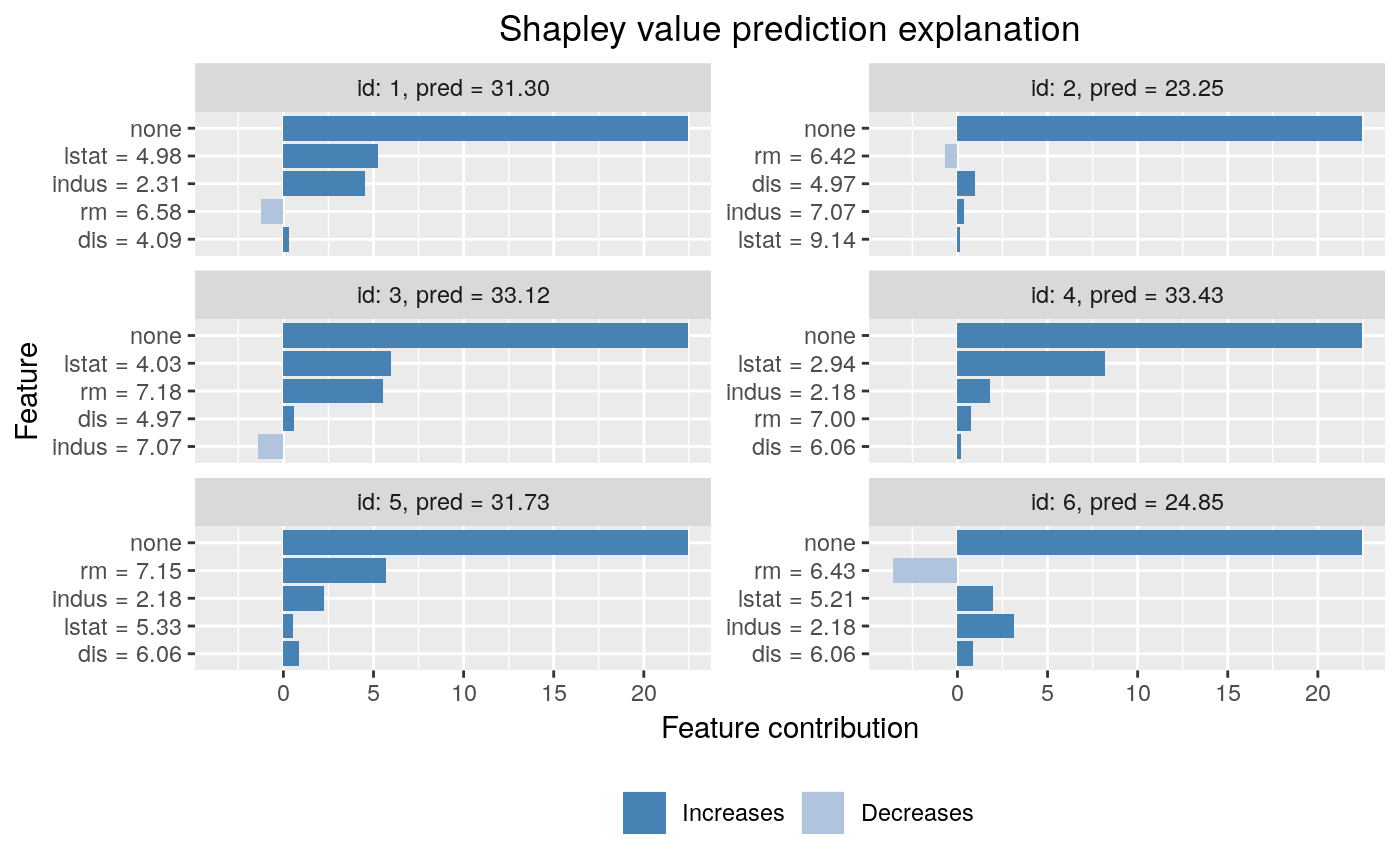 Shapley value prediction explanation
id: 1, pred = 31.30
none
lstat = 4.98
indus = 2.31
rm = 6.58
dis = 4.09
id: 2, pred = 23.25
none
rm = 6.42
dis = 4.97
indus = 7.07
lstat = 9.14
id: 3, pred = 33.12
none
lstat = 4.03
rm = 7.18
dis = 4.97
indus = 7.07
id: 4, pred = 33.43
none
lstat = 2.94
indus = 2.18
rm = 7.00
dis = 6.06
id: 5, pred = 31.73
none
rm = 7.15
indus = 2.18
lstat = 5.33
dis = 6.06
0 5 10 15 20
id: 6, pred = 24.85
none
rm = 6.43
lstat = 5.21
indus = 2.18
dis = 6.06
0 5 10 15 20
Feature
Feature contribution
Increases
Decreases